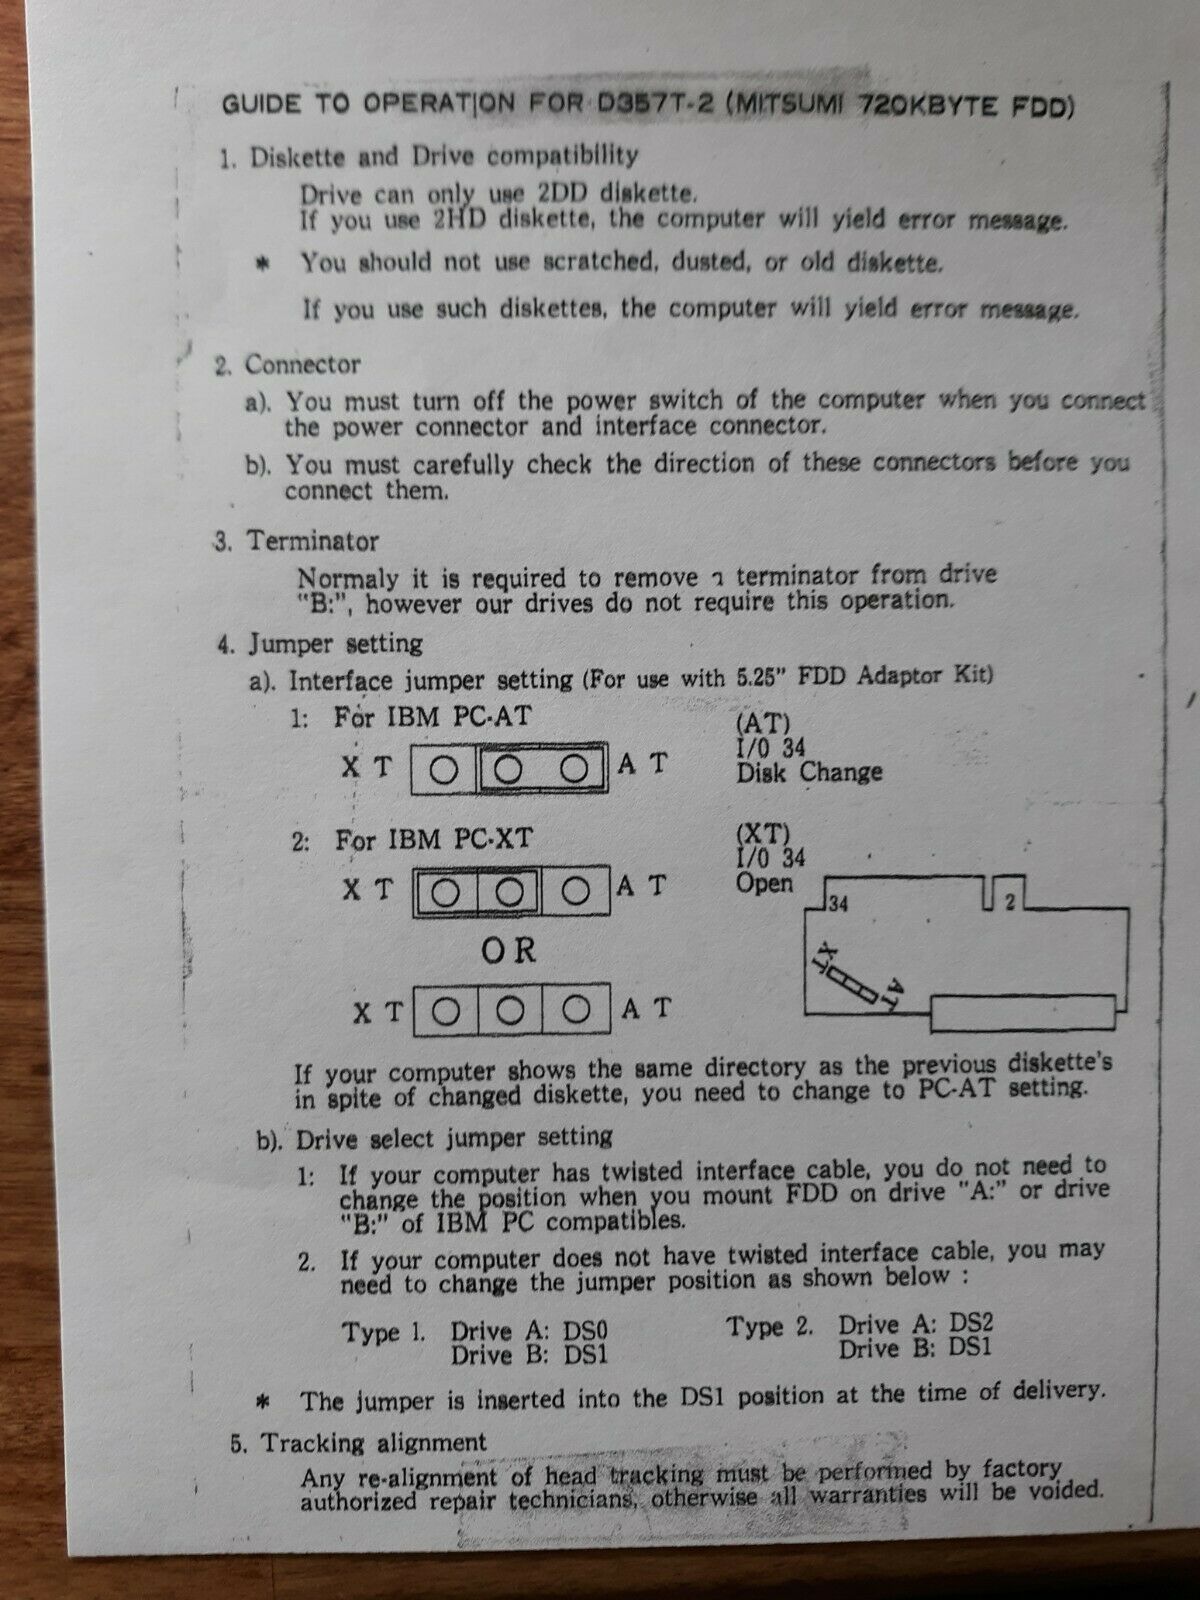 GUIDE TO OPERATION FOR D357T-2 (MITSUMI 720KBYTE FDD)
1. Diskette and Drive compatibility
Drive can only use 2DD diskette.
If you use 2HD diskette, the computer will yield error message.
* You should not use scratched, dusted, or old diskette.
If you use such diskettes, the computer will yield error message.
2. Connector
a). You must turn off the power switch of the computer when you connect
the power connector and interface connector.
b). You must carefully check the direction of these connectors before you
connect them.
3. Terminator
Normaly it is required to remove a terminator from drive
"B:", however our drives do not require this operation.
4. Jumper setting
a). Interface jumper setting (For use with 5.25" FDD Adaptor Kit)
1: For IBM PC-AT
XT AT
(AT)
I/0 34
Disk Change
2: For IBM PC-XT
XT AT
(XT)
I/0 34
Open
OR
XT AT
34 2
XT
AT
If your computer shows the same directory as the previous diskette's
in spite of changed diskette, you need to change to PC-AT setting.
b). Drive select jumper setting
1: If your computer has twisted interface cable, you do not need to
change the position when you mount FDD on drive "A:" or drive
"B:" of IBM PC compatibles.
2. If your computer does not have twisted interface cable, you may
need to change the jumper position as shown below :
Type 1. Drive A: DS0
Drive B: DS1
Type 2. Drive A: DS2
Drive B: DS1
* The jumper is inserted into the DS1 position at the time of delivery.
5. Tracking alignment
Any re-alignment of head tracking must be performed by factory
authorized repair technicians, otherwise all warranties will be voided.